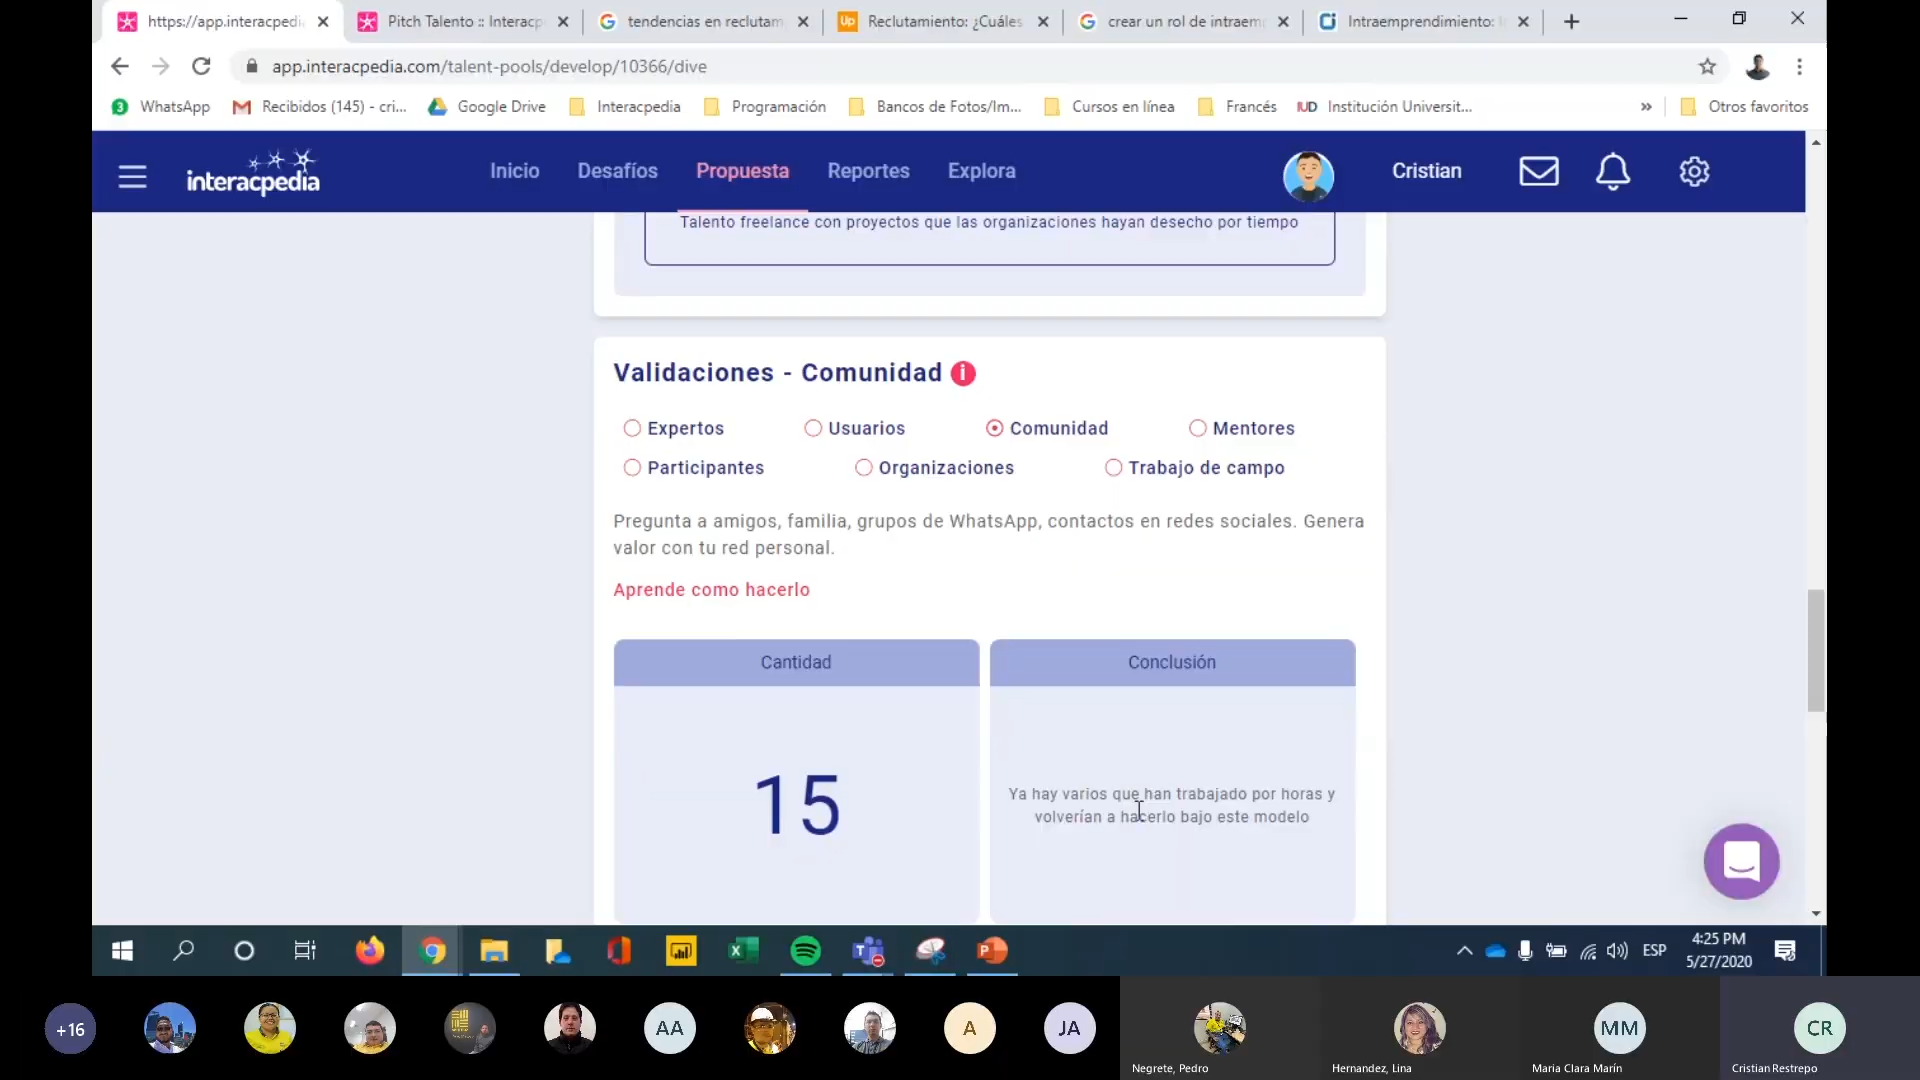 https://app.interacpedi
Pitch Talento :: Interacp
tendencias en reclutam
Up
Reclutamiento: ¿Cuáles
crear un rol de intraem
Intraemprendimiento: l
app.interacpedia.com/talent-pools/develop/10366/dive
3
WhatsApp
Recibidos (145) - cri...
Google Drive
Interacpedia
Programación
Bancos de Fotos/Im...
Cursos en línea
Francés
IUD
Institución Universit...
»
Otros favoritos
interacpedia
Inicio
Desafíos
Propuesta
Reportes
Explora
Cristian
Talento freelance con proyectos que las organizaciones hayan desecho por tiempo
Validaciones - Comunidad i
Expertos
Usuarios
Comunidad
Mentores
Participantes
Organizaciones
Trabajo de campo
Pregunta a amigos, familia, grupos de WhatsApp, contactos en redes sociales. Genera
valor con tu red personal.
Aprende como hacerlo
Cantidad
Conclusión
15
Ya hay varios que han trabajado por horas y
volverían a hacerlo bajo este modelo
ESP
4:25 PM
5/27/2020
+16
AA
A
JA
MM
CR
Negrete, Pedro
Hernandez, Lina
Maria Clara Marín
Cristian Restrepo